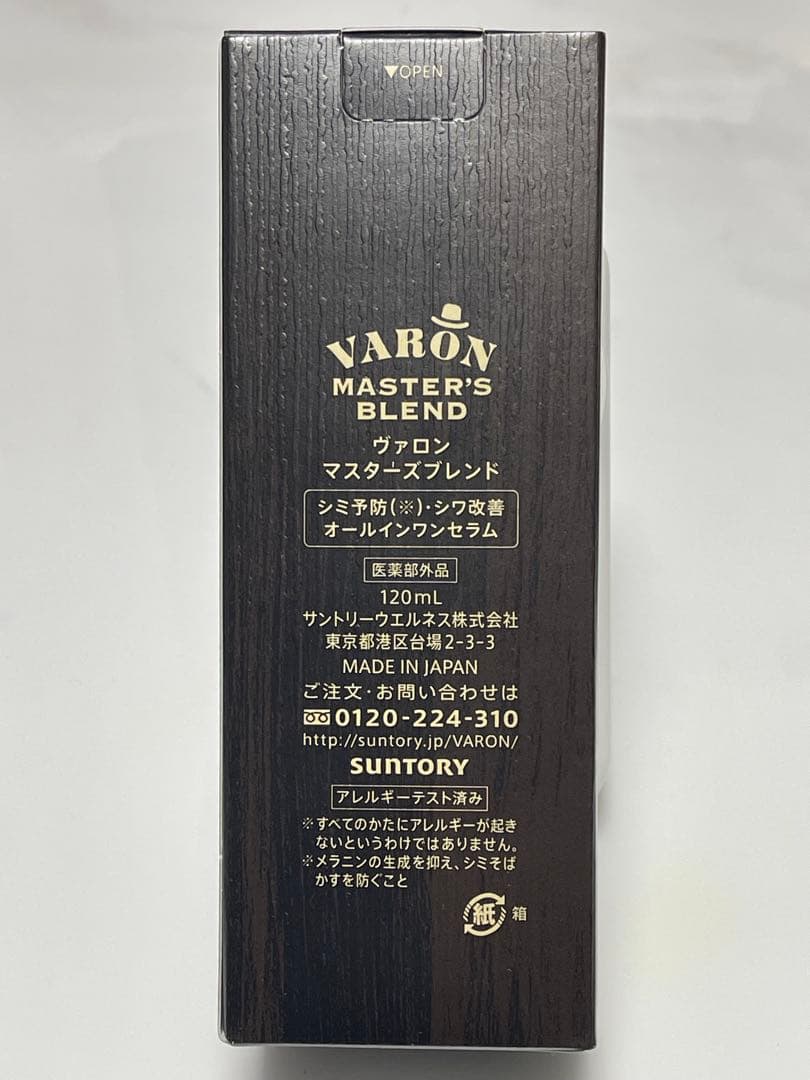 ▼OPEN
VARON
MASTER'S
BLEND
ヴァロン
マスターズブレンド
シミ予防(※)・シワ改善
オールインワンセラム
医薬部外品
120mL
サントリーウエルネス株式会社
東京都港区台場2-3-3
MADE IN JAPAN
ご注文・お問い合わせは
0120-224-310
http://suntory.jp/VARON/
SUNTORY
アレルギーテスト済み
※すべてのかたにアレルギーが起き
ないというわけではありません。
※メラニンの生成を抑え、シミそば
かすを防ぐこと
紙 箱